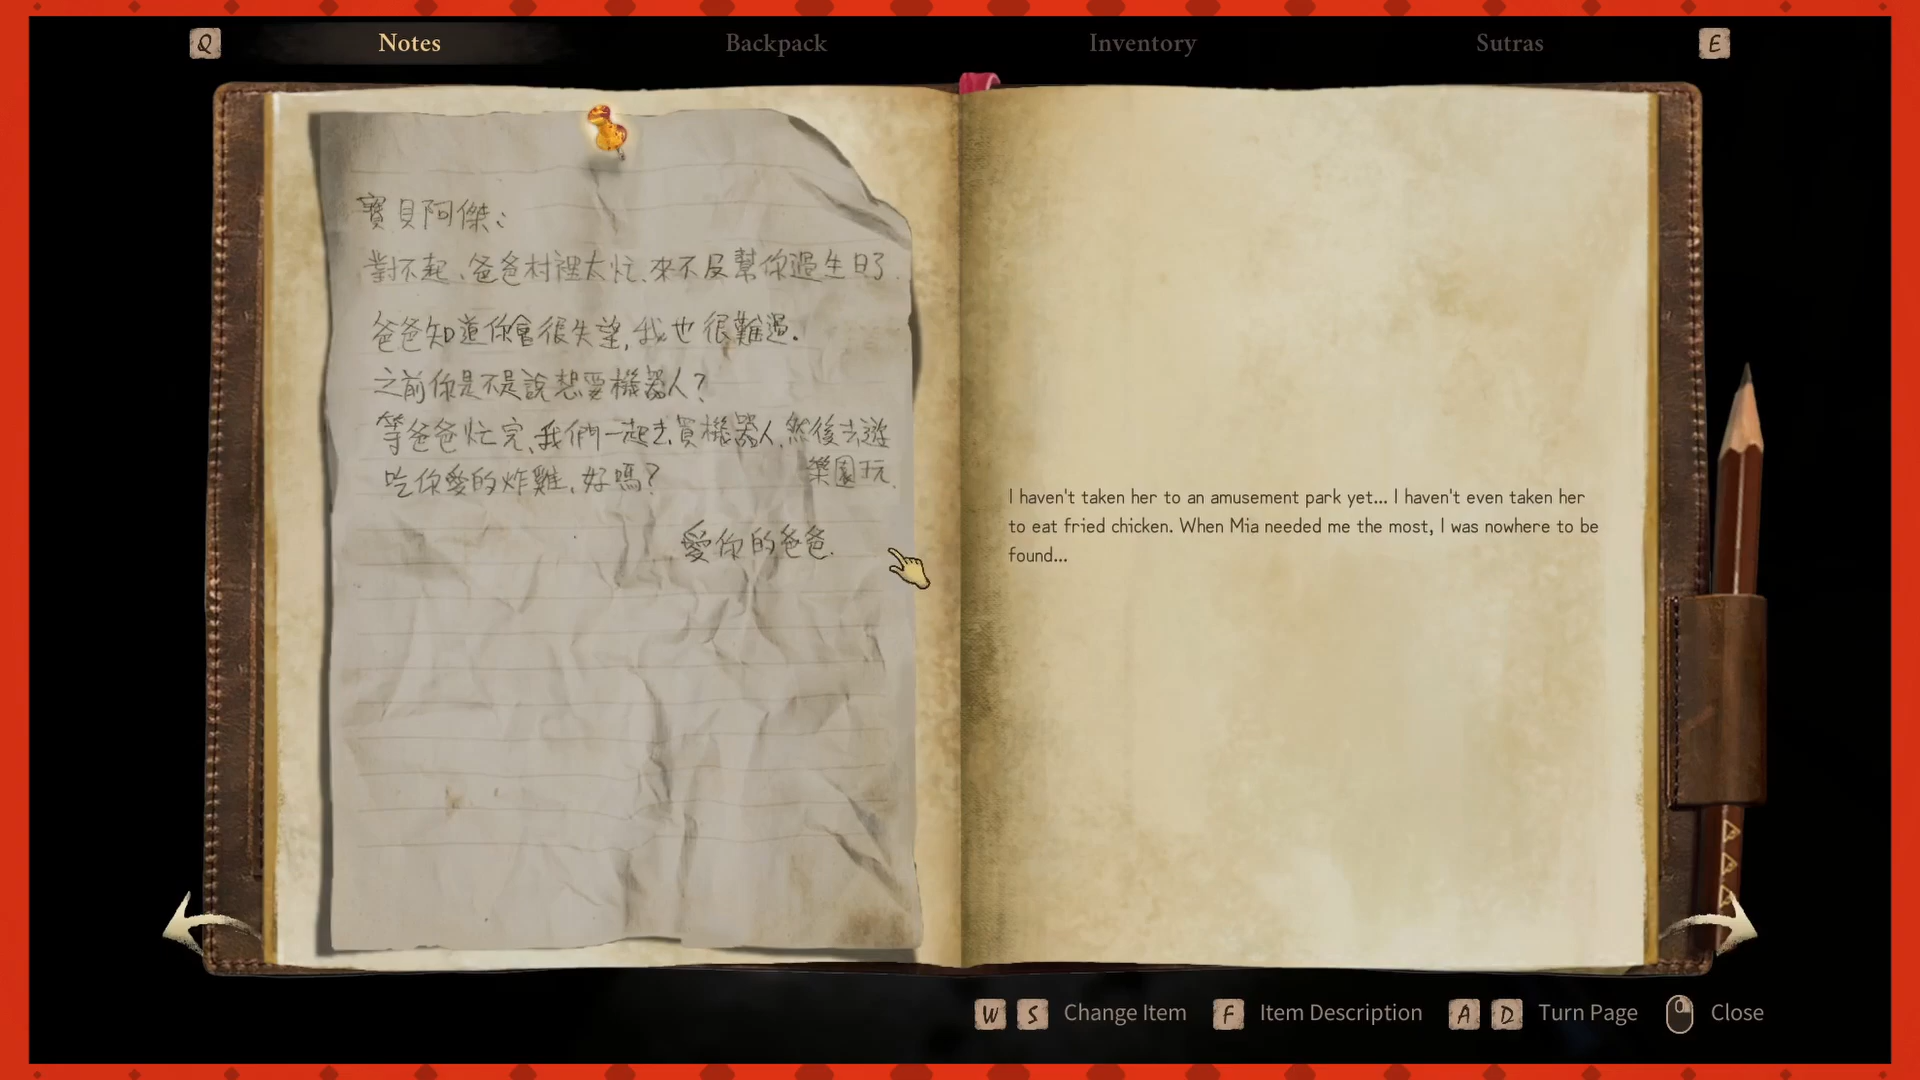 Q
Notes
Backpack
Inventory
Sutras
E
寶貝阿傑:
對不起、爸爸村裡太忙、來不及幫你過生日了.
爸爸知道你會很失望,我也很難過.
之前你是不是說想要機器人?
等爸爸忙完、我們一起去買機器人,然後去遊
樂園玩、
吃你愛的炸雞、好嗎?
愛你的爸爸.
I haven't taken her to an amusement park yet... I haven't even taken her
to eat fried chicken. When Mia needed me the most, I was nowhere to be
found...
W S Change Item F Item Description A D Turn Page Close